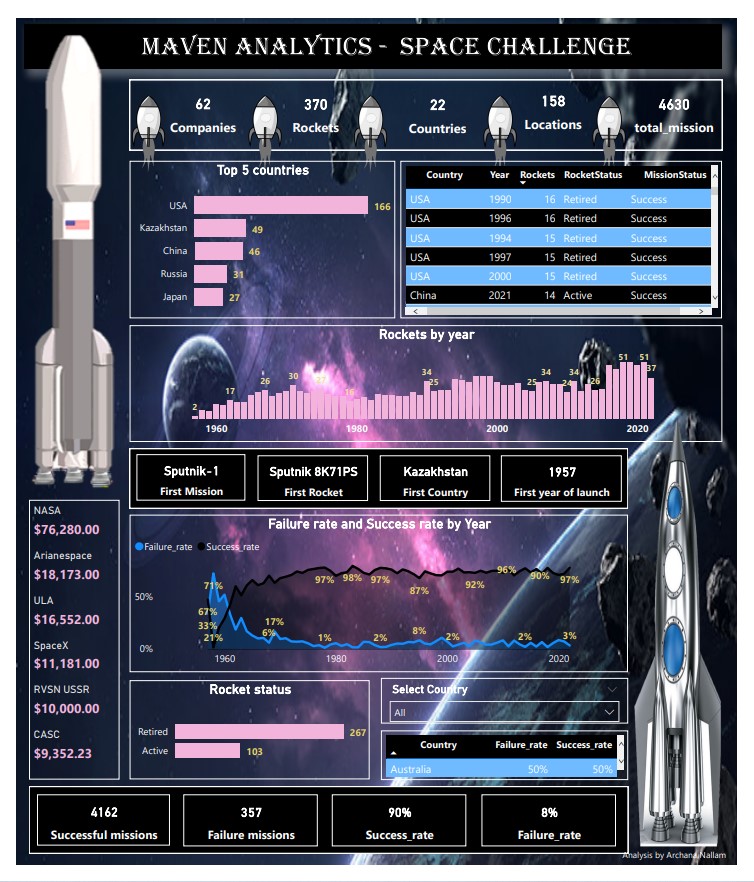 MAVEN ANALYTICS - SPACE CHALLENGE
62
Companies
370
Rockets
22
Countries
158
Locations
4630
total_mission
Top 5 countries
USA 166
Kazakhstan 49
China 46
Russia 31
Japan 27
Country Year Rockets RocketStatus MissionStatus
USA 1990 16 Retired Success
USA 1996 16 Retired Success
USA 1994 15 Retired Success
USA 1997 15 Retired Success
USA 2000 15 Retired Success
China 2021 14 Active Success
Rockets by year
2 17 26 30 16 34 25 25 34 24 26 51 51 37
1960 1980 2000 2020
Sputnik-1
First Mission
Sputnik 8K71PS
First Rocket
Kazakhstan
First Country
1957
First year of launch
NASA
$76,280.00
Arianespace
$18,173.00
ULA
$16,552.00
SpaceX
$11,181.00
RVSN USSR
$10,000.00
CASC
$9,352.23
Failure rate and Success rate by Year
Failure_rate Success_rate
50%
0%
71%
67%
33%
21%
17%
6%
97% 98% 97% 87% 92% 96% 90% 97%
1% 2% 8% 2% 2% 3%
1960 1980 2000 2020
Rocket status
Retired 267
Active 103
Select Country
All
Country Failure_rate Success_rate
Australia 50% 50%
4162
Successful missions
357
Failure missions
90%
Success_rate
8%
Failure_rate
Analysis by Archana Nallam